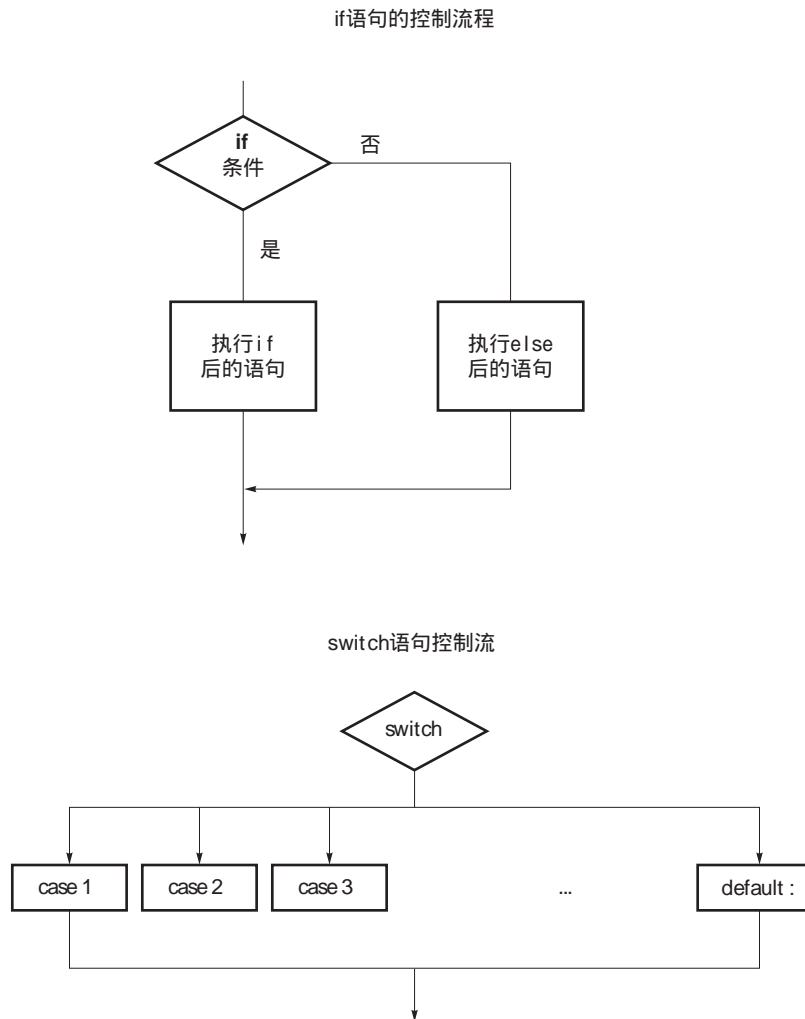 if语句的控制流程
if
条件
否
是
执行if
后的语句
执行else
后的语句
switch语句控制流
switch
case 1
case 2
case 3
...
default :